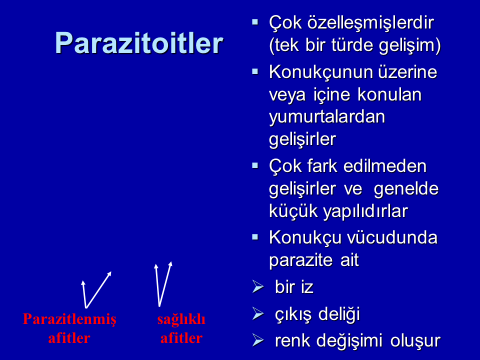 Parazitoitler
▪ Çok özelleşmişlerdir
(tek bir türde gelişim)
▪ Konukçunun üzerine
veya içine konulan
yumurtalardan
gelişirler
▪ Çok fark edilmeden
gelişirler ve genelde
küçük yapılıdırlar
▪ Konukçu vücudunda
parazite ait
➢ bir iz
➢ çıkış deliği
➢ renk değişimi oluşur
Parazitlenmiş
afitler
sağlıklı
afitler